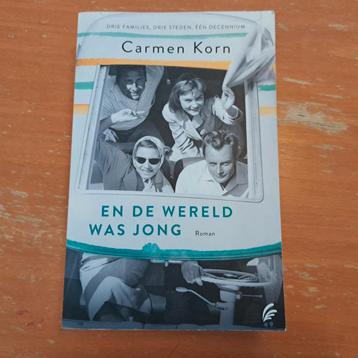 DRIE FAMILIES, DRIE STEDEN, ÉÉN DECENNIUM
Carmen Korn
EN DE WERELD
WAS JONG Roman